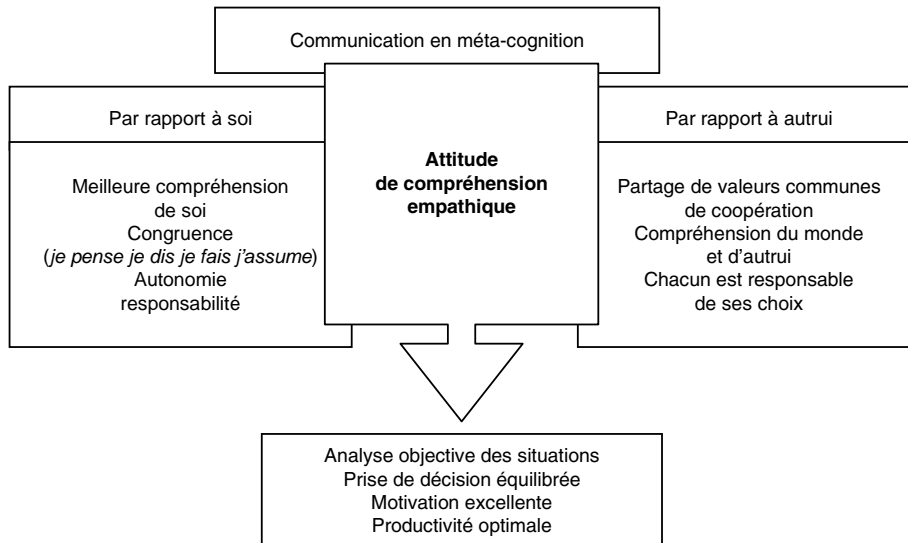 Communication en méta-cognition
Par rapport à soi
Meilleure compréhension
de soi
Congruence
(je pense je dis je fais j'assume)
Autonomie
responsabilité
Attitude
de compréhension
empathique
Par rapport à autrui
Partage de valeurs communes
de coopération
Compréhension du monde
et d'autrui
Chacun est responsable
de ses choix
Analyse objective des situations
Prise de décision équilibrée
Motivation excellente
Productivité optimale